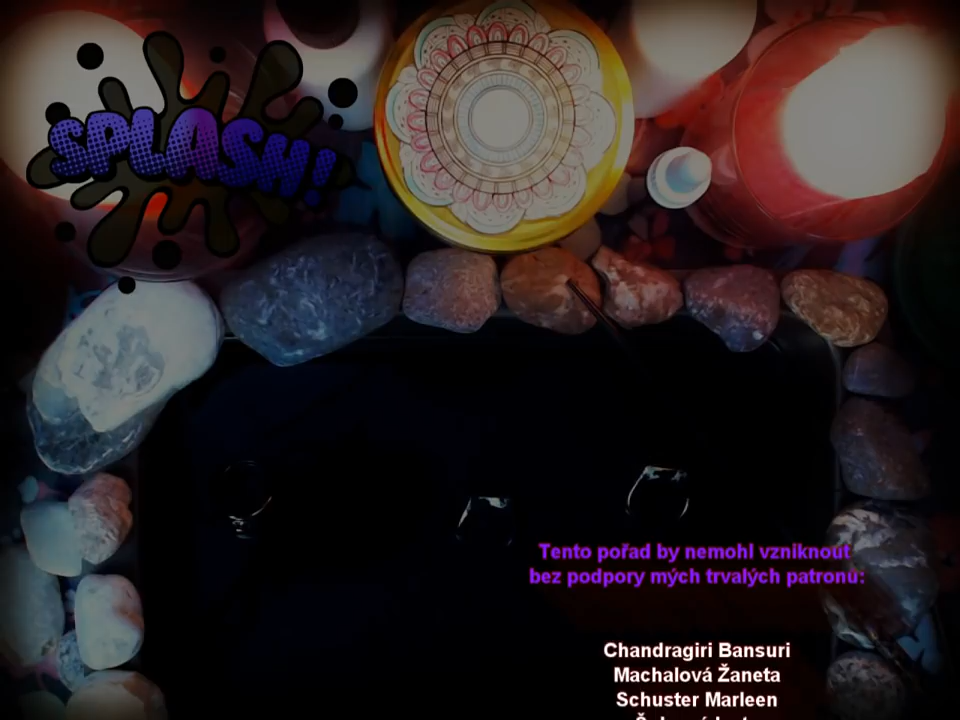 SPLASH!
Tento pořad by nemohl vzniknout
bez podpory mých trvalých patronů:
Chandragiri Bansuri
Machalová Žaneta
Schuster Marleen